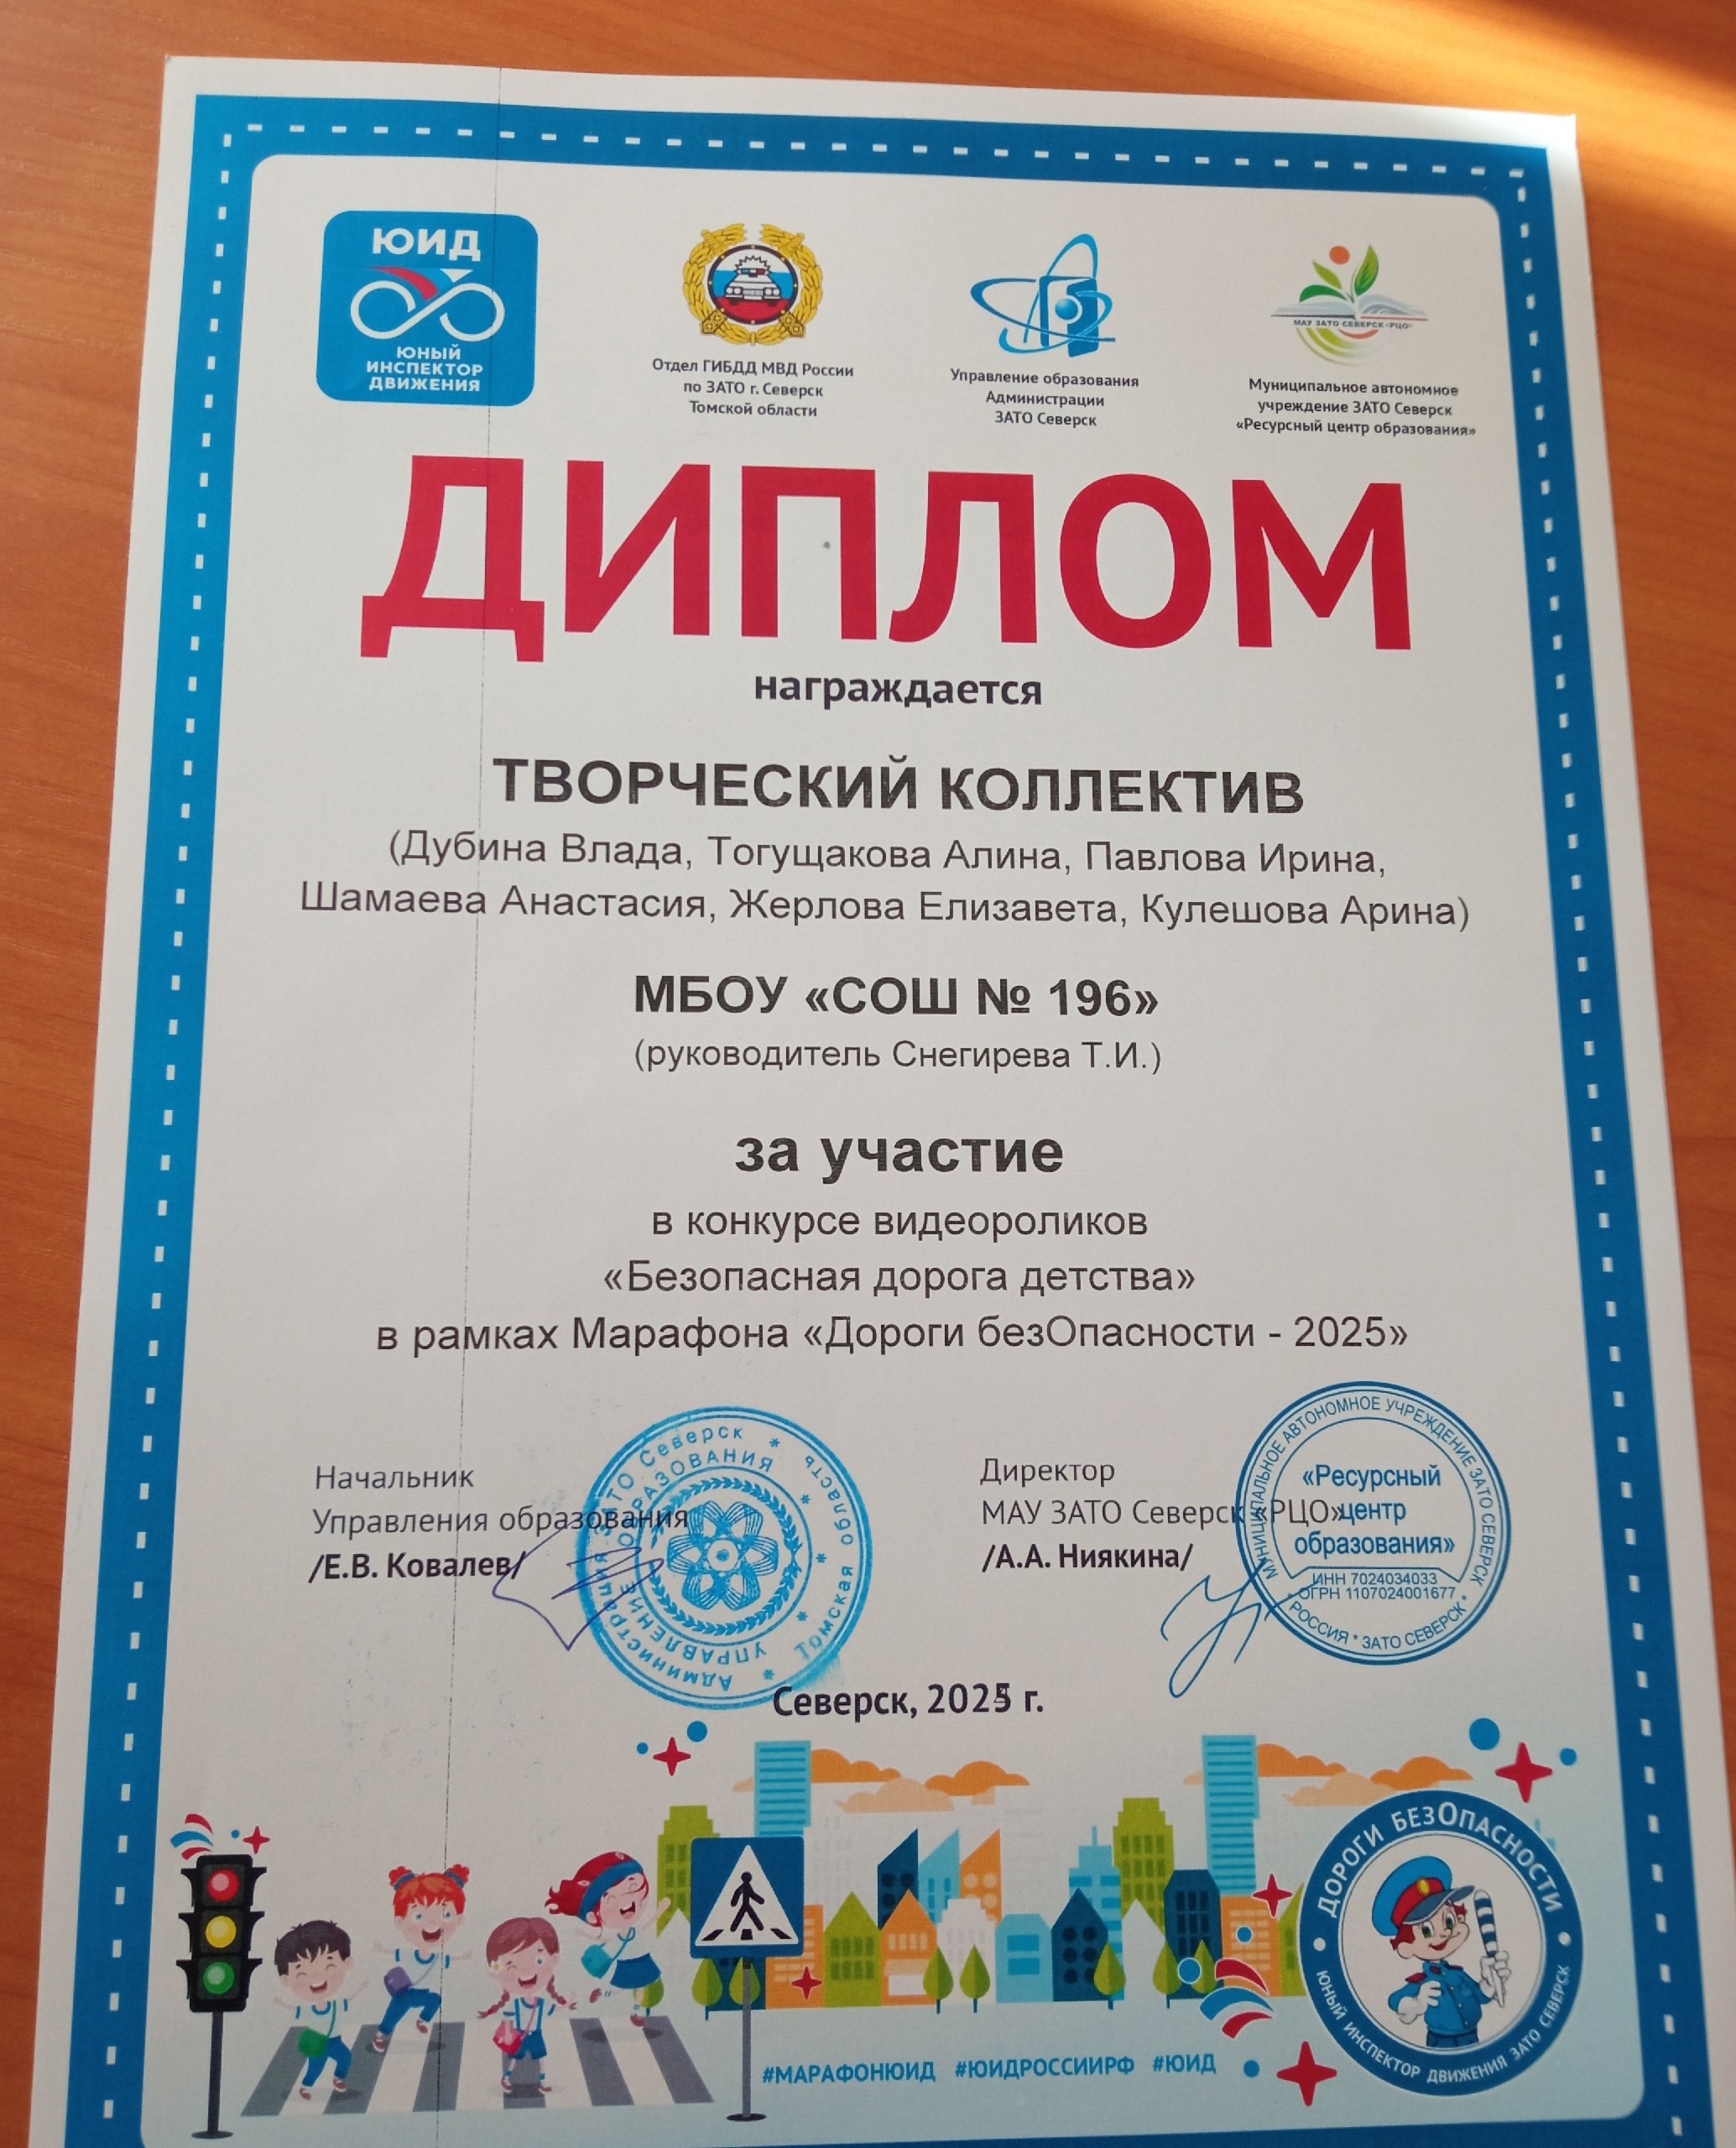 ЮИД
ЮНЫЙ
ИНСПЕКТОР
ДВИЖЕНИЯ
Отдел ГИБДД МВД России
по ЗАТО г. Северск
Томской области
Управление образования
Администрации
ЗАТО Северск
МАУ ЗАТО СЕВЕРСК «РЦО»
Муниципальное автономное
учреждение ЗАТО Северск
«Ресурсный центр образования»
ДИПЛОМ
награждается
ТВОРЧЕСКИЙ КОЛЛЕКТИВ
(Дубина Влада, Тогущакова Алина, Павлова Ирина,
Шамаева Анастасия, Жерлова Елизавета, Кулешова Арина)
МБОУ «СОШ № 196»
(руководитель Снегирева Т.И.)
за участие
в конкурсе видеороликов
«Безопасная дорога детства»
в рамках Марафона «Дороги безОпасности - 2025»
Начальник
Управления образования
/Е.В. Ковалев/
Администрация ЗАТО Северск * Томская область *
УПРАВЛЕНИЕ ОБРАЗОВАНИЯ
Директор
МАУ ЗАТО Северск «РЦО»
/А.А. Ниякина/
МУНИЦИПАЛЬНОЕ АВТОНОМНОЕ УЧРЕЖДЕНИЕ ЗАТО СЕВЕРСК
«Ресурсный
центр
образования»
ИНН 7024034033
ОГРН 1107024001677
* РОССИЯ * ЗАТО СЕВЕРСК *
Северск, 2025 г.
ДОРОГИ БЕЗОПАСНОСТИ
ЮНЫЙ ИНСПЕКТОР ДВИЖЕНИЯ ЗАТО СЕВЕРСК
#МАРАФОНЮИД #ЮИДРОССИИРФ #ЮИД